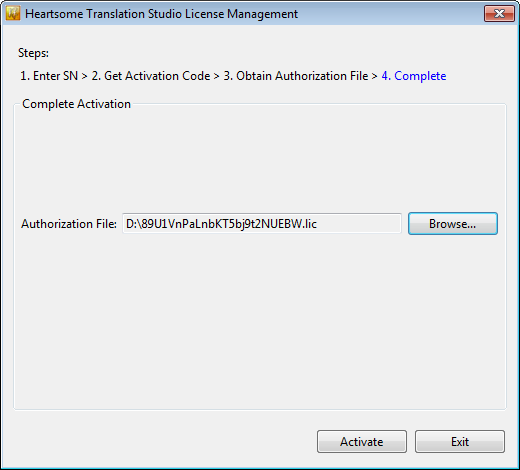 Heartsome Translation Studio License Management
Steps:
1. Enter SN > 2. Get Activation Code > 3. Obtain Authorization File > 4. Complete
Complete Activation
Authorization File: D:\89U1VnPaLnbKT5bj9t2NUEBW.lic Browse...
Activate Exit